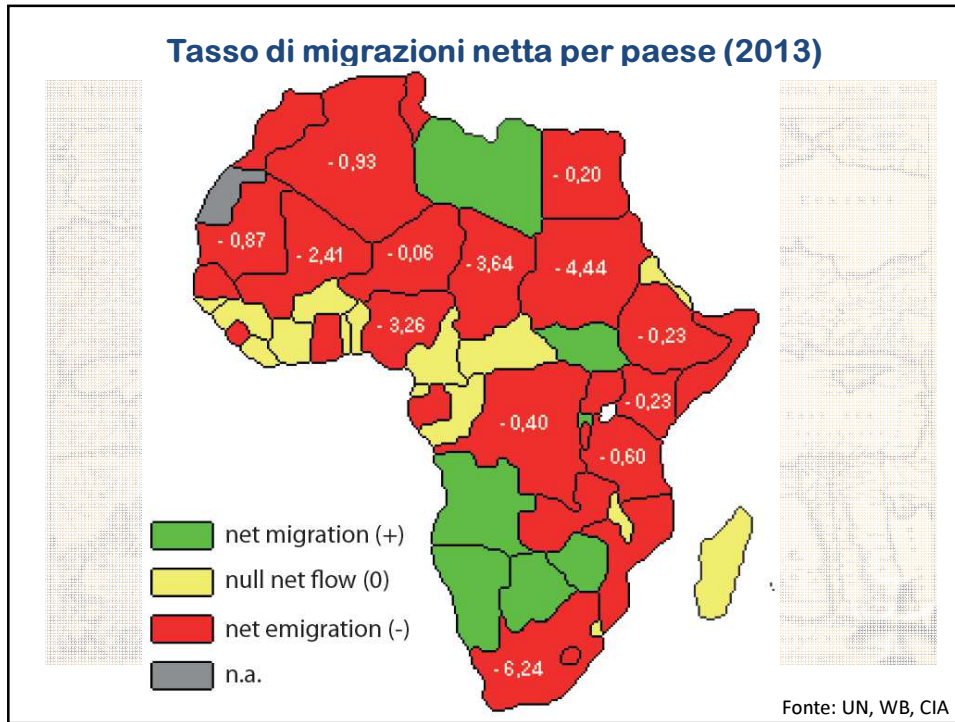 Tasso di migrazioni netta per paese (2013)
- 0,93
- 0,20
- 0,87
- 2,41
- 0,06
- 3,64
- 4,44
- 3,26
- 0,23
- 0,23
- 0,40
- 0,60
net migration (+)
null net flow (0)
net emigration (-)
n.a.
- 6,24
Fonte: UN, WB, CIA